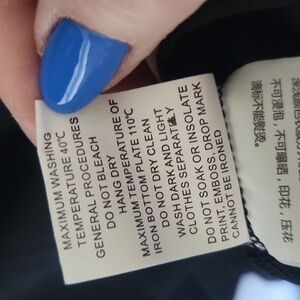 MAXIMUM WASHING
TEMPERATURE 40℃
GENERAL PROCEDURES
DO NOT BLEACH
HANG DRY
MAXIMUM TEMPERATURE OF
IRON BOTTOM PLATE 110℃
DO NOT DRY CLEAN
WASH DARK AND LIGHT
CLOTHES SEPARATELY
DO NOT SOAK OR INSOLATE
PRINT, EMBOSS, DROP MARK
CANNOT BE IRONED
不可浸泡，不可曝晒，印花，压花
滴标不能熨烫。